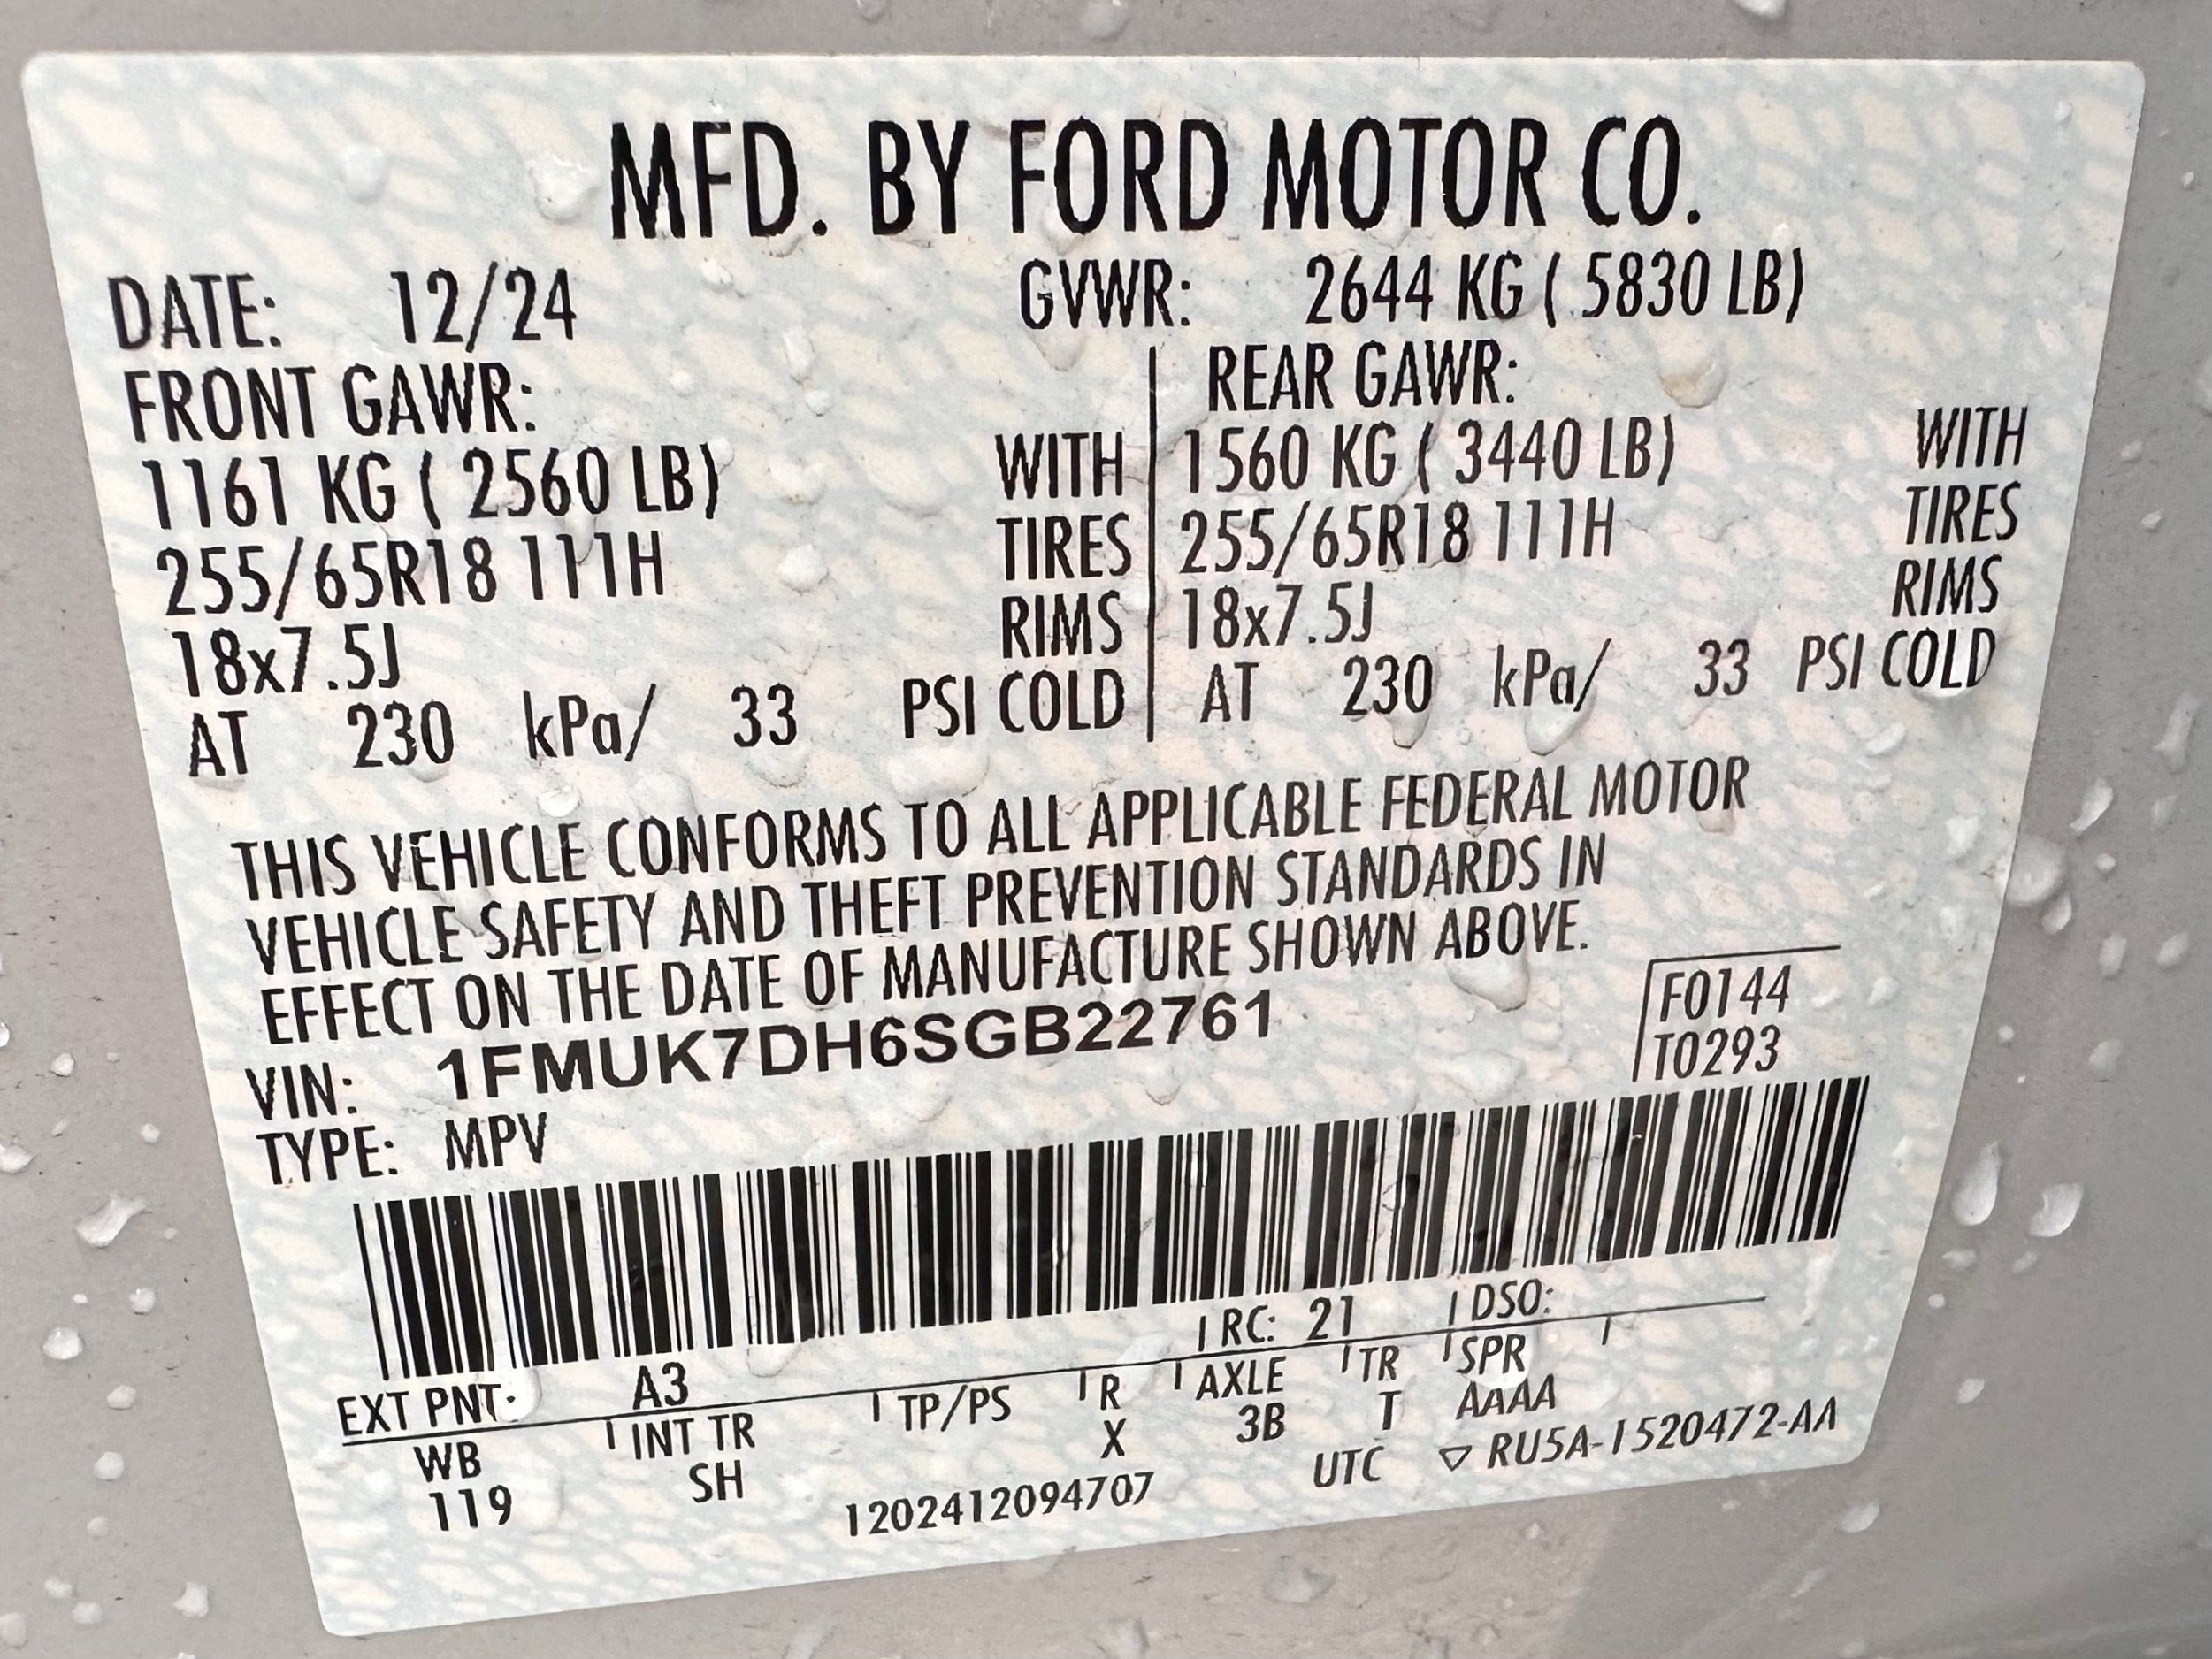 MFD. BY FORD MOTOR CO.
DATE: 12/24 GVWR: 2644 KG ( 5830 LB)
FRONT GAWR: REAR GAWR:
1161 KG ( 2560 LB) WITH 1560 KG ( 3440 LB) WITH
255/65R18 111H TIRES 255/65R18 111H TIRES
18x7.5J RIMS 18x7.5J RIMS
AT 230 kPa/ 33 PSI COLD AT 230 kPa/ 33 PSI COLD
THIS VEHICLE CONFORMS TO ALL APPLICABLE FEDERAL MOTOR
VEHICLE SAFETY AND THEFT PREVENTION STANDARDS IN
EFFECT ON THE DATE OF MANUFACTURE SHOWN ABOVE.
VIN: 1FMUK7DH6SGB22761 F0144
TYPE: MPV T0293
EXT PNT: A3 RC: 21 DSO:
WB INT TR TP/PS R AXLE TR SPR
119 SH X 3B T AAAA
1202412094707 UTC ▽ RU5A-1520472-AA